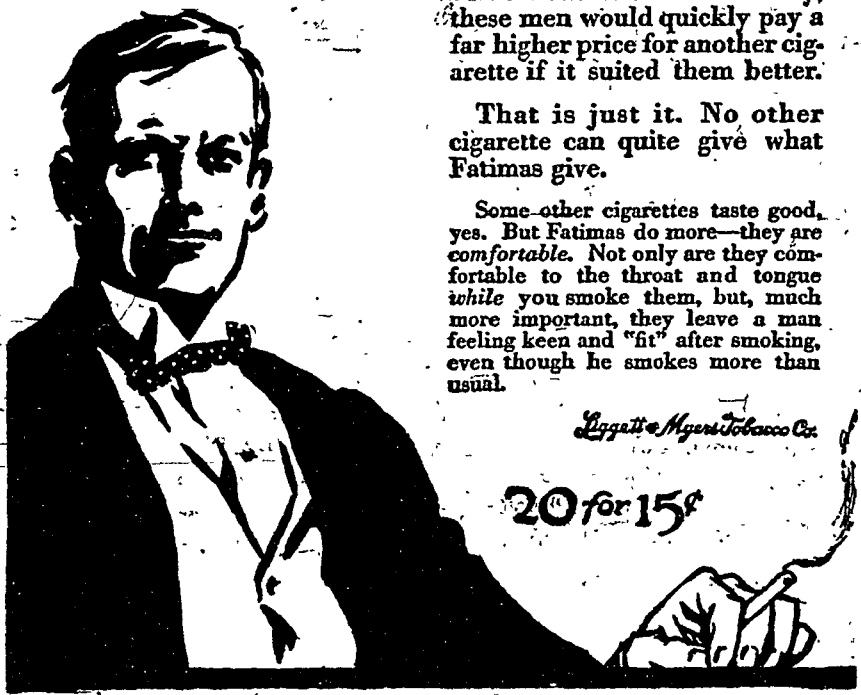 these men would quickly pay a
far higher price for another cig-
arette if it suited them better.
That is just it. No other
cigarette can quite give what
Fatimas give.
Some other cigarettes taste good,
yes. But Fatimas do more—they are
comfortable. Not only are they com-
fortable to the throat and tongue
while you smoke them, but, much
more important, they leave a man
feeling keen and "fit" after smoking,
even though he smokes more than
usual.
Liggett & Myers Tobacco Co.
20 for 15¢